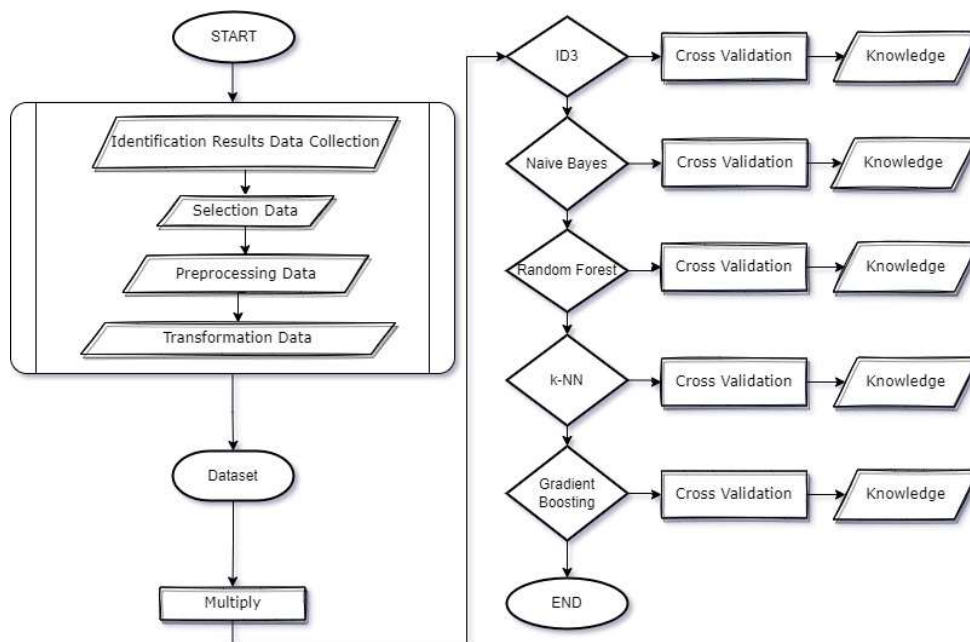 START
Identification Results Data Collection
Selection Data
Preprocessing Data
Transformation Data
Dataset
Multiply
ID3
Cross Validation
Knowledge
Naive Bayes
Cross Validation
Knowledge
Random Forest
Cross Validation
Knowledge
k-NN
Cross Validation
Knowledge
Gradient
Boosting
Cross Validation
Knowledge
END